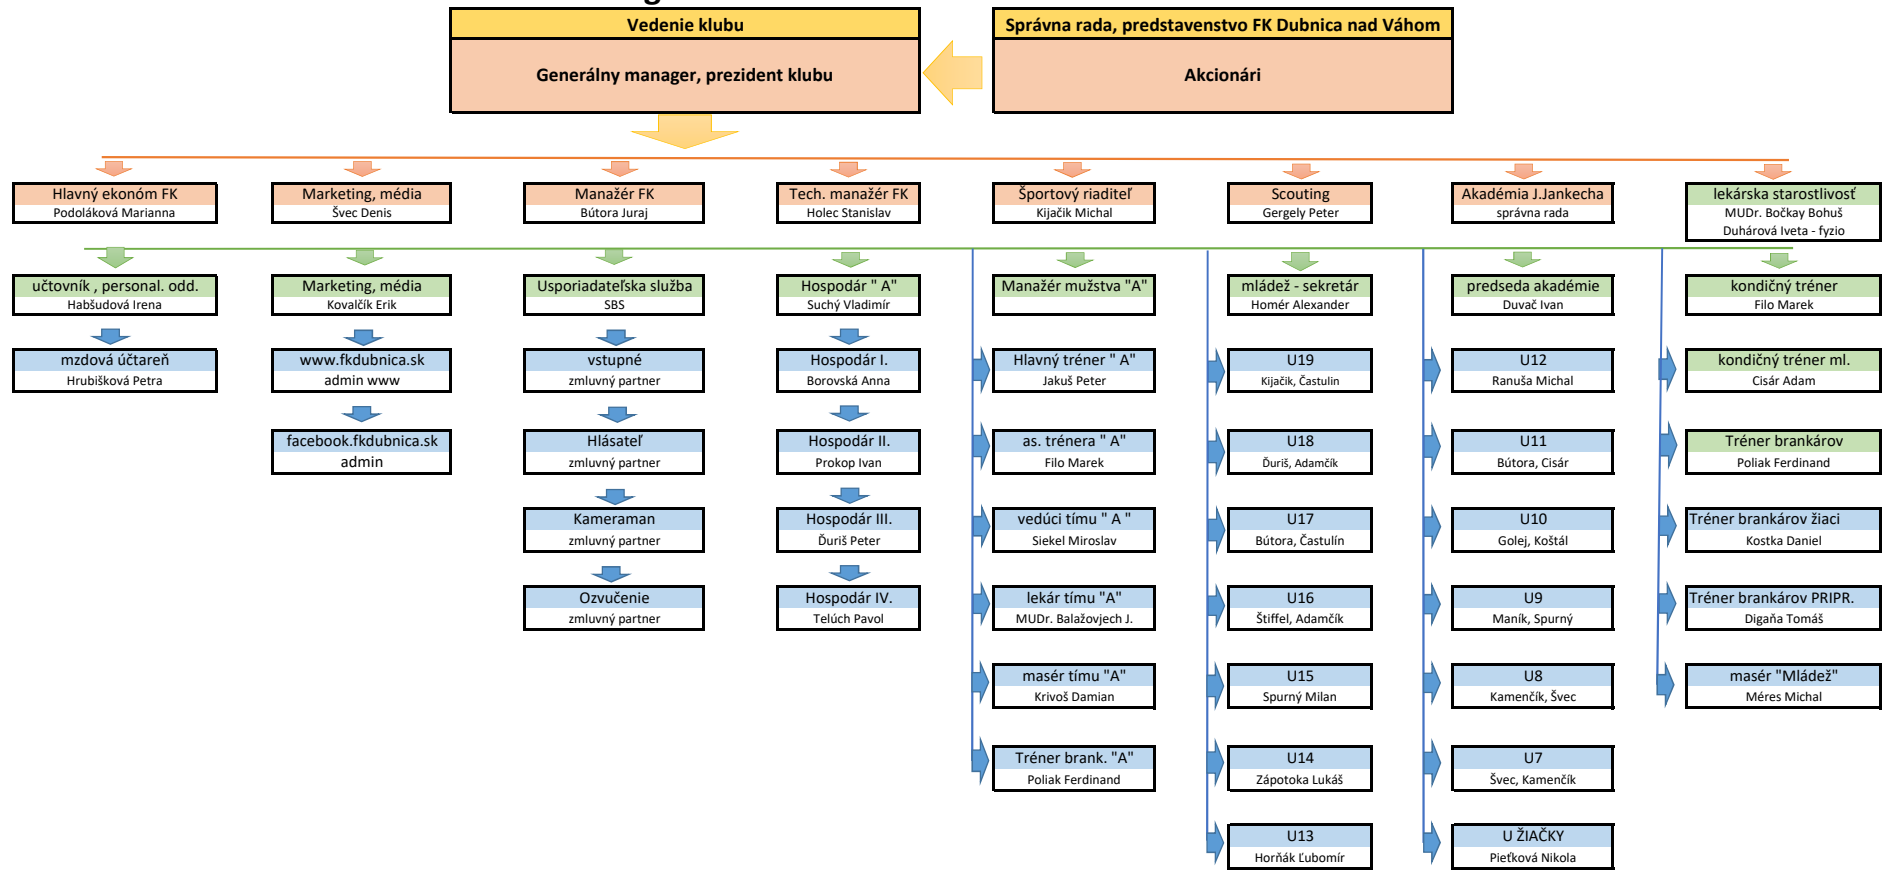 Vedenie klubu
Generálny manager, prezident klubu
Správna rada, predstavenstvo FK Dubnica nad Váhom
Akcionári
Hlavný ekonóm FK
Podoláková Marianna
Marketing, média
Švec Denis
Manažér FK
Bútora Juraj
Tech. manažér FK
Holec Stanislav
Športový riaditeľ
Kijačik Michal
Scouting
Gergely Peter
Akadémia J.Jankecha
správna rada
lekárska starostlivosť
MUDr. Bočkay Bohuš
Duhárová Iveta - fyzio
učtovník , personal. odd.
Habšudová Irena
Marketing, média
Kovalčík Erik
Usporiadateľska služba
SBS
Hospodár " A"
Suchý Vladimír
Manažér mužstva "A"
mládež - sekretár
Homér Alexander
predseda akadémie
Duvač Ivan
kondičný tréner
Filo Marek
mzdová účtareň
Hrubišková Petra
www.fkdubnica.sk
admin www
vstupné
zmluvný partner
Hospodár I.
Borovská Anna
Hlavný tréner " A"
Jakuš Peter
U19
Kijačik, Častulin
U12
Ranuša Michal
kondičný tréner ml.
Cisár Adam
facebook.fkdubnica.sk
admin
Hlásateľ
zmluvný partner
Hospodár II.
Prokop Ivan
as. trénera " A"
Filo Marek
U18
Ďuriš, Adamčík
U11
Bútora, Cisár
Tréner brankárov
Poliak Ferdinand
Kameraman
zmluvný partner
Hospodár III.
Ďuriš Peter
vedúci tímu " A "
Siekel Miroslav
U17
Bútora, Častulín
U10
Golej, Koštál
Tréner brankárov žiaci
Kostka Daniel
Ozvučenie
zmluvný partner
Hospodár IV.
Telúch Pavol
lekár tímu "A"
MUDr. Balažovjech J.
U16
Štiffel, Adamčík
U9
Maník, Spurný
Tréner brankárov PRIPR.
Digaňa Tomáš
masér tímu "A"
Krivoš Damian
U15
Spurný Milan
U8
Kamenčík, Švec
masér "Mládež"
Méres Michal
Tréner brank. "A"
Poliak Ferdinand
U14
Zápotoka Lukáš
U7
Švec, Kamenčík
U13
Horňák Ľubomír
U ŽIAČKY
Pieťková Nikola